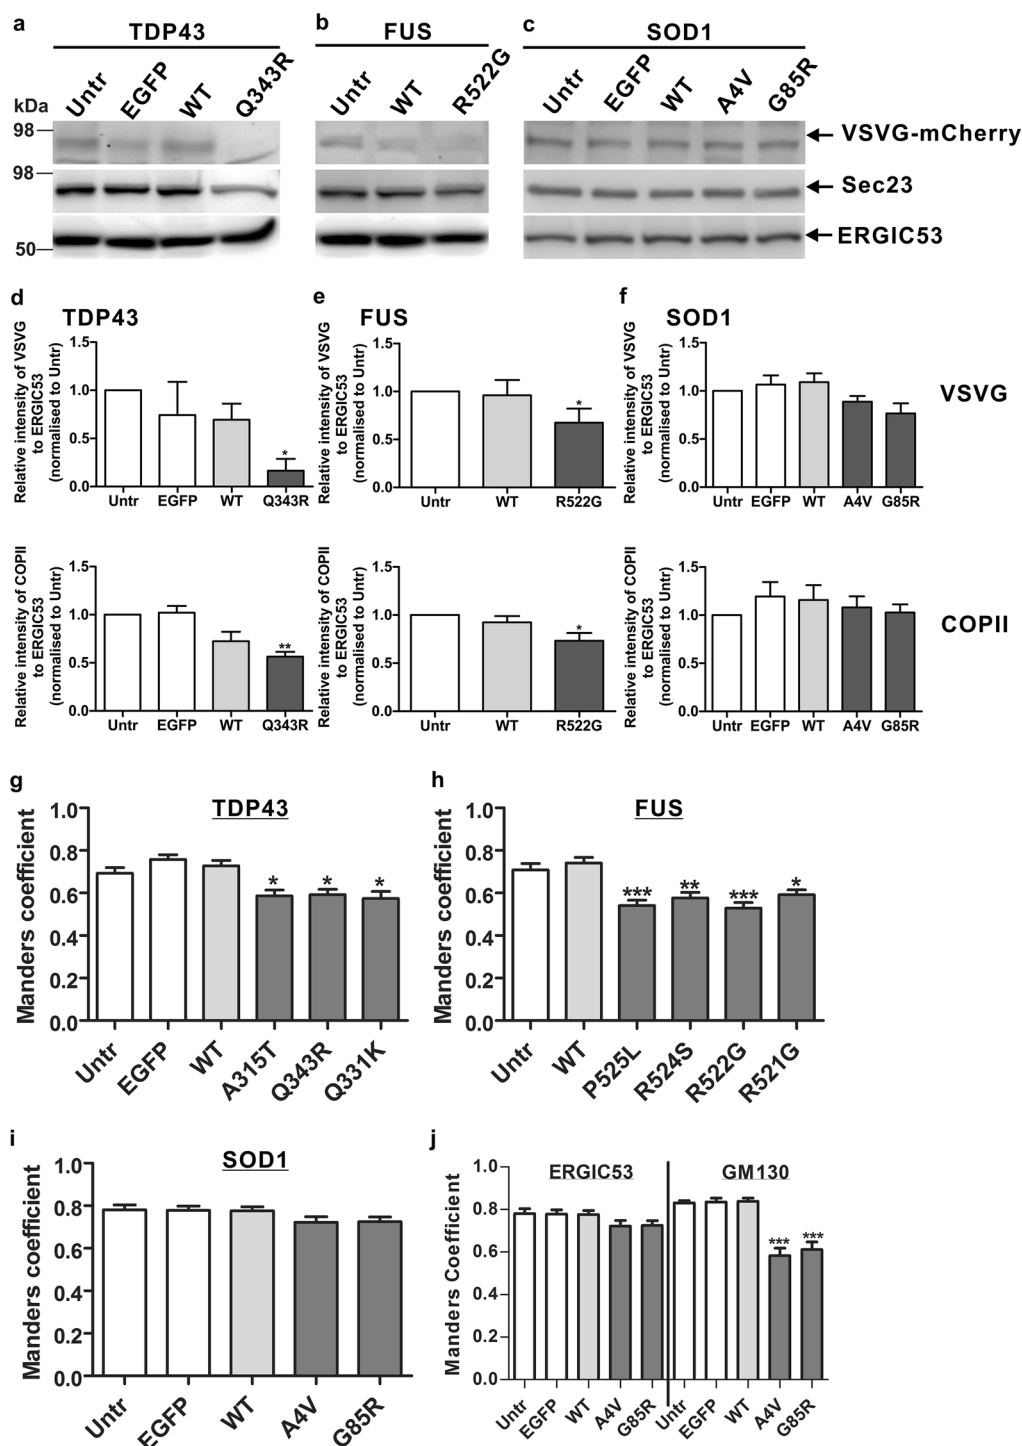 a
TDP43
Untr
EGFP
WT
Q343R
kDa
98
98
50
b
FUS
Untr
WT
R522G
c
SOD1
Untr
EGFP
WT
A4V
G85R
VSVG-mCherry
Sec23
ERGIC53
d
TDP43
Relative intensity of VSVG
to ERGIC53
(normalised to Untr)
1.5
1.0
0.5
0.0
Untr
EGFP
WT
Q343R
*
e
FUS
Relative intensity of VSVG
to ERGIC53
(normalised to Untr)
1.5
1.0
0.5
0.0
Untr
WT
R522G
*
f
SOD1
Relative intensity of VSVG
to ERGIC53
(normalised to Untr)
1.5
1.0
0.5
0.0
Untr
EGFP
WT
A4V
G85R
VSVG
Relative intensity of COPII
to ERGIC53
(normalised to Untr)
1.5
1.0
0.5
0.0
Untr
EGFP
WT
Q343R
**
Relative intensity of COPII
to ERGIC53
(normalised to Untr)
1.5
1.0
0.5
0.0
Untr
WT
R522G
*
Relative intensity of COPII
to ERGIC53
(normalised to Untr)
1.5
1.0
0.5
0.0
Untr
EGFP
WT
A4V
G85R
COPII
g
TDP43
Manders coefficient
1.0
0.8
0.6
0.4
0.2
0.0
* * *
Untr
EGFP
WT
A315T
Q343R
Q331K
h
FUS
Manders coefficient
1.0
0.8
0.6
0.4
0.2
0.0
*** ** *** *
Untr
WT
P525L
R524S
R522G
R521G
i
SOD1
Manders coefficient
1.0
0.8
0.6
0.4
0.2
0.0
Untr
EGFP
WT
A4V
G85R
j
ERGIC53
GM130
Manders Coefficient
1.0
0.8
0.6
0.4
0.2
0.0
*** ***
Untr
EGFP
WT
A4V
G85R
Untr
EGFP
WT
A4V
G85R